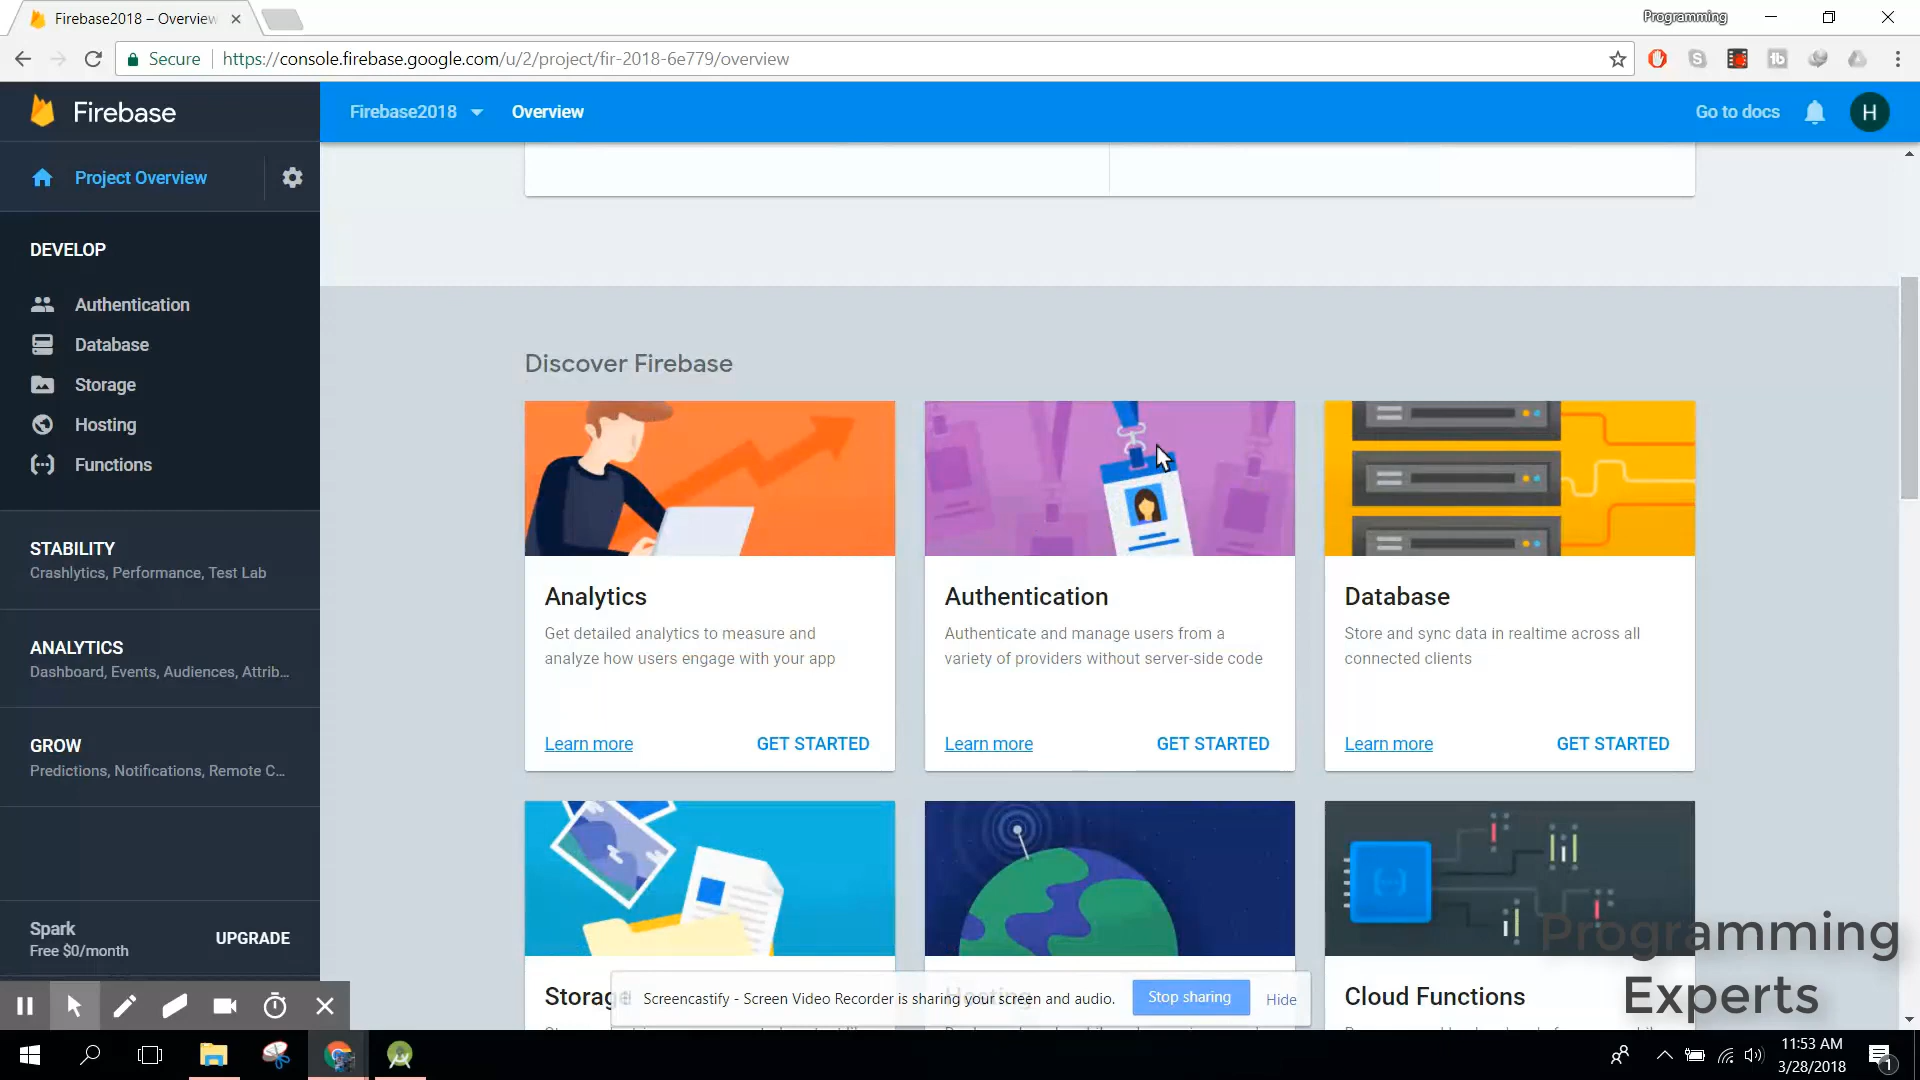 Firebase2018 – Overview
Programming
Secure
https://console.firebase.google.com/u/2/project/fir-2018-6e779/overview
Firebase
Firebase2018
Overview
Go to docs
H
Project Overview
DEVELOP
Authentication
Database
Storage
Hosting
Functions
STABILITY
Crashlytics, Performance, Test Lab
ANALYTICS
Dashboard, Events, Audiences, Attrib...
GROW
Predictions, Notifications, Remote C...
Spark
Free $0/month
UPGRADE
Discover Firebase
Analytics
Get detailed analytics to measure and
analyze how users engage with your app
Learn more
GET STARTED
Authentication
Authenticate and manage users from a
variety of providers without server-side code
Learn more
GET STARTED
Database
Store and sync data in realtime across all
connected clients
Learn more
GET STARTED
Storag
Hosting
Cloud Functions
Screencastify - Screen Video Recorder is sharing your screen and audio.
Stop sharing
Hide
Programming
Experts
11:53 AM
3/28/2018
1